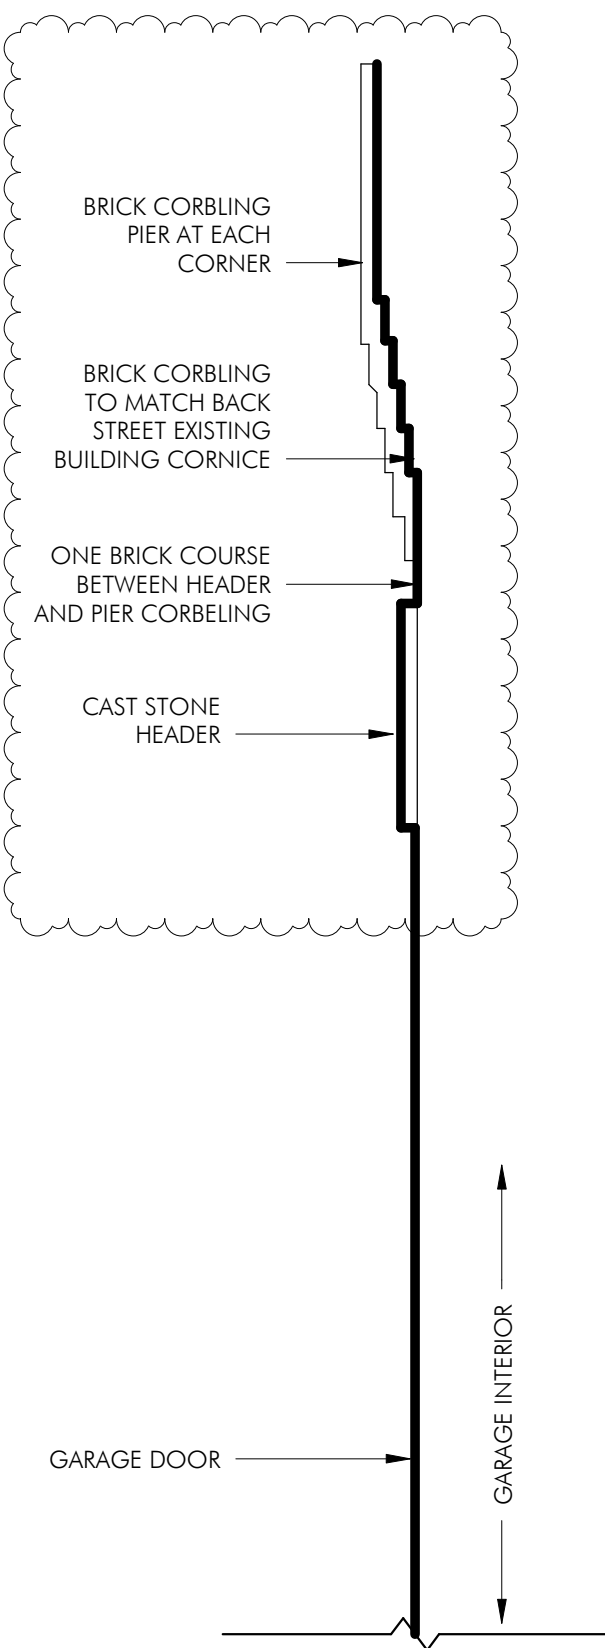 BRICK CORBLING
PIER AT EACH
CORNER
BRICK CORBLING
TO MATCH BACK
STREET EXISTING
BUILDING CORNICE
ONE BRICK COURSE
BETWEEN HEADER
AND PIER CORBELING
CAST STONE
HEADER
GARAGE INTERIOR
GARAGE DOOR